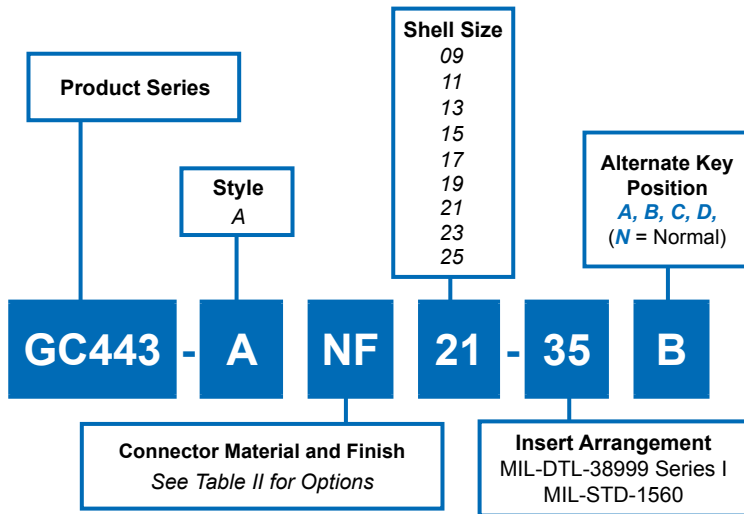 Product Series
Style
A
Shell Size
09
11
13
15
17
19
21
23
25
Alternate Key
Position
A, B, C, D,
(N = Normal)
GC443 - A NF 21 - 35 B
Connector Material and Finish
See Table II for Options
Insert Arrangement
MIL-DTL-38999 Series I
MIL-STD-1560